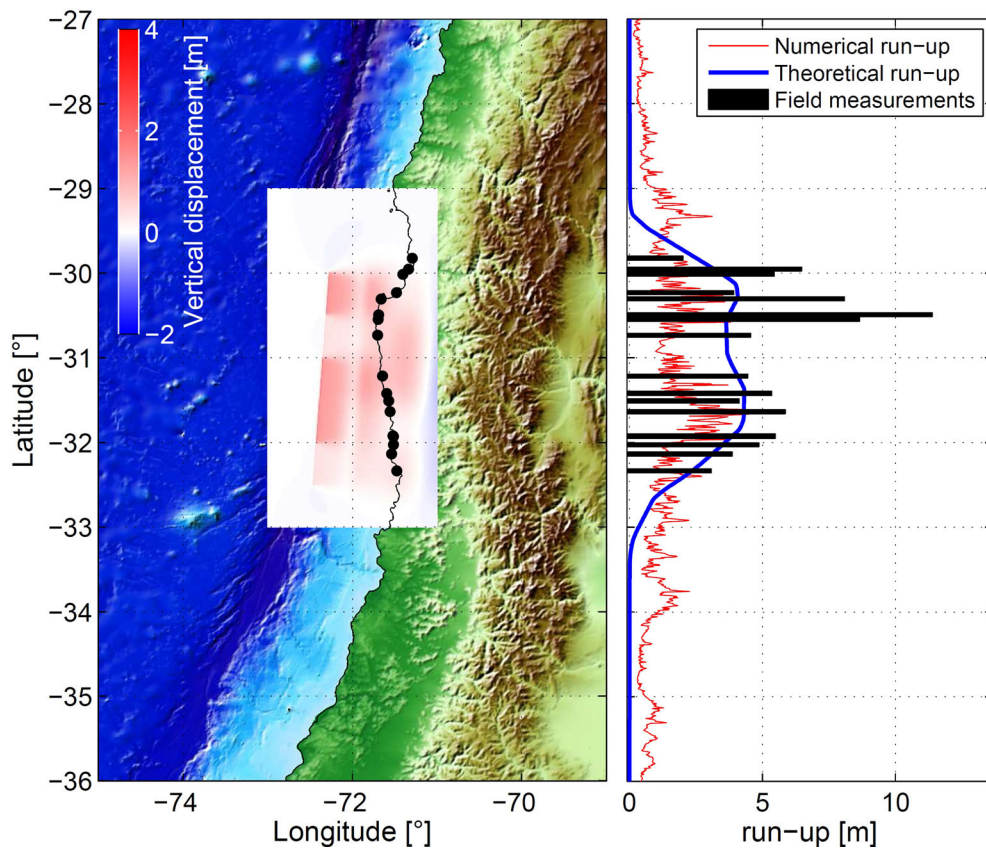 −27
−28
−29
−30
−31
−32
−33
−34
−35
−36
Latitude [°]
4
2
0
−2
Vertical displacement [m]
−74
−72
−70
Longitude [°]
Numerical run−up
Theoretical run−up
Field measurements
0
5
10
run−up [m]